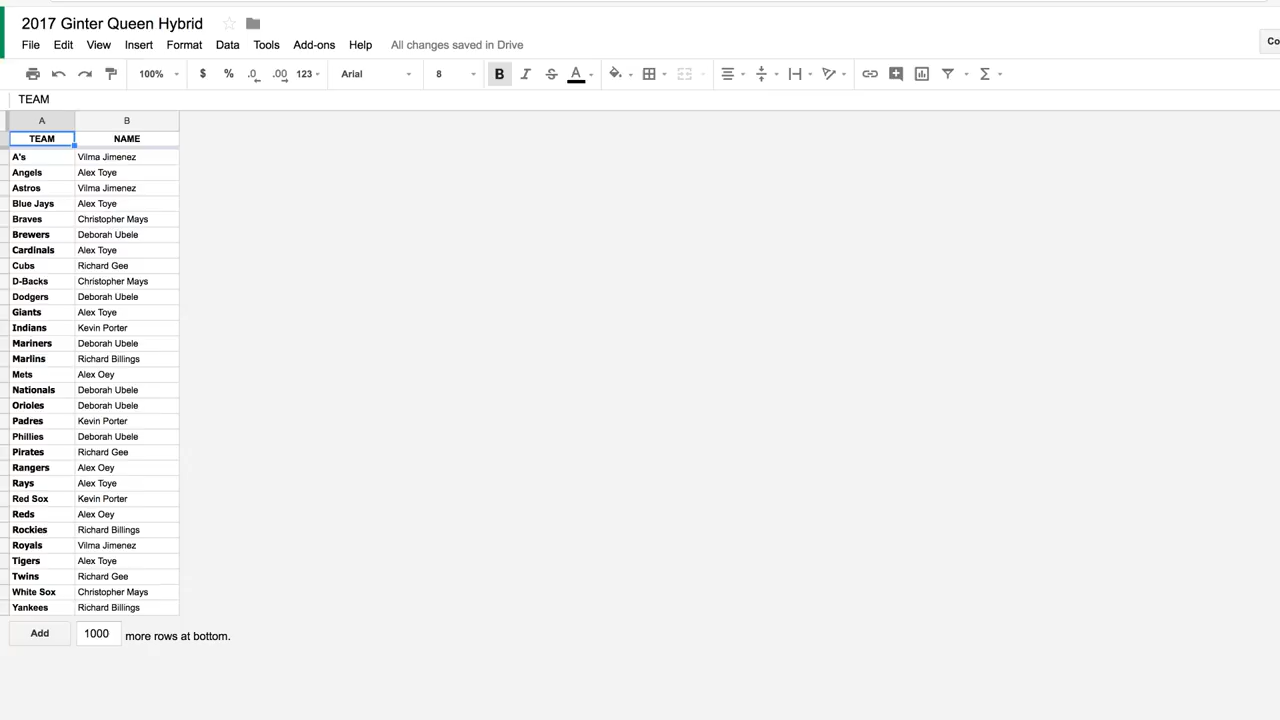 2017 Ginter Queen Hybrid
File Edit View Insert Format Data Tools Add-ons Help All changes saved in Drive
100% $ % .0 .00 123 Arial 8 B I S A Σ
TEAM
A B
TEAM NAME
A's Vilma Jimenez
Angels Alex Toye
Astros Vilma Jimenez
Blue Jays Alex Toye
Braves Christopher Mays
Brewers Deborah Ubele
Cardinals Alex Toye
Cubs Richard Gee
D-Backs Christopher Mays
Dodgers Deborah Ubele
Giants Alex Toye
Indians Kevin Porter
Mariners Deborah Ubele
Marlins Richard Billings
Mets Alex Oey
Nationals Deborah Ubele
Orioles Deborah Ubele
Padres Kevin Porter
Phillies Deborah Ubele
Pirates Richard Gee
Rangers Alex Oey
Rays Alex Toye
Red Sox Kevin Porter
Reds Alex Oey
Rockies Richard Billings
Royals Vilma Jimenez
Tigers Alex Toye
Twins Richard Gee
White Sox Christopher Mays
Yankees Richard Billings
Add 1000 more rows at bottom.